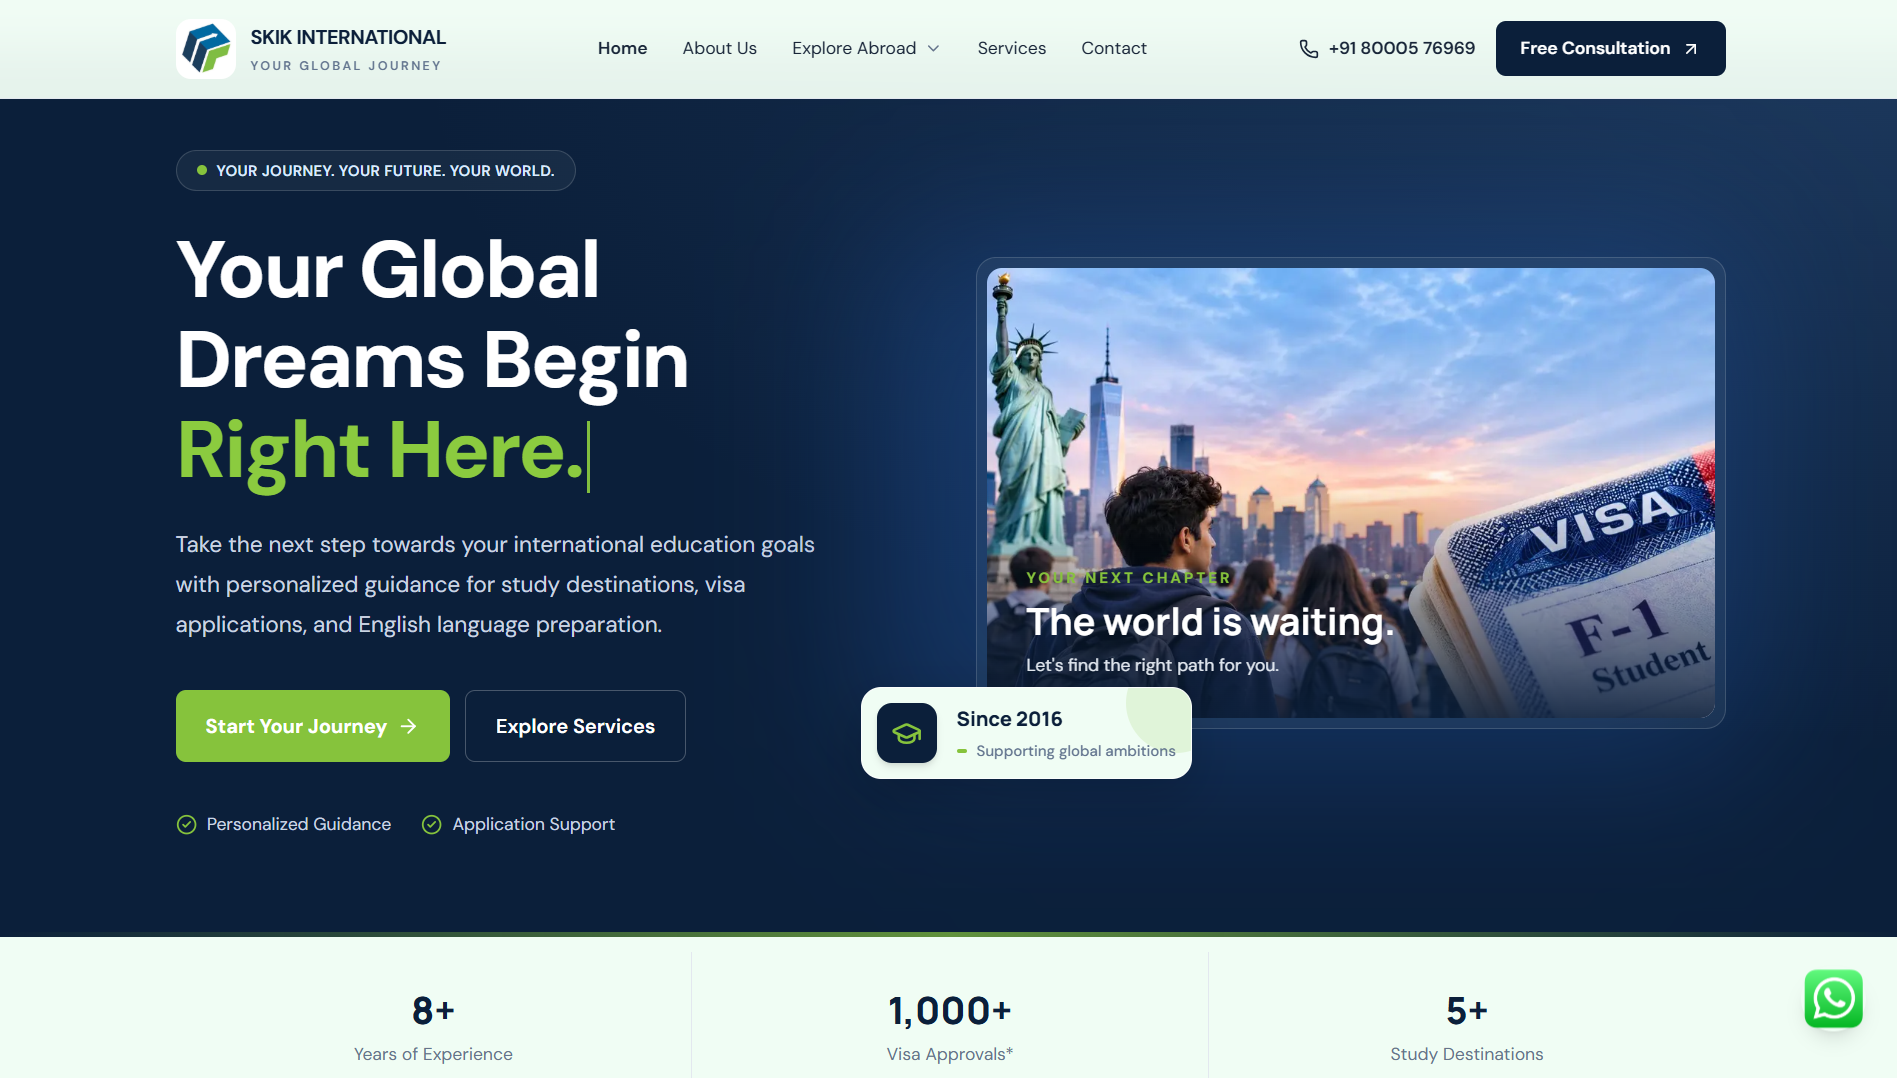 SKIK INTERNATIONAL
YOUR GLOBAL JOURNEY
Home
About Us
Explore Abroad
Services
Contact
+91 80005 76969
Free Consultation
YOUR JOURNEY. YOUR FUTURE. YOUR WORLD.
Your Global
Dreams Begin
Right Here.
Take the next step towards your international education goals
with personalized guidance for study destinations, visa
applications, and English language preparation.
Start Your Journey
Explore Services
Personalized Guidance
Application Support
VISA
F-1
Student
YOUR NEXT CHAPTER
The world is waiting.
Let's find the right path for you.
Since 2016
Supporting global ambitions
8+
Years of Experience
1,000+
Visa Approvals*
5+
Study Destinations